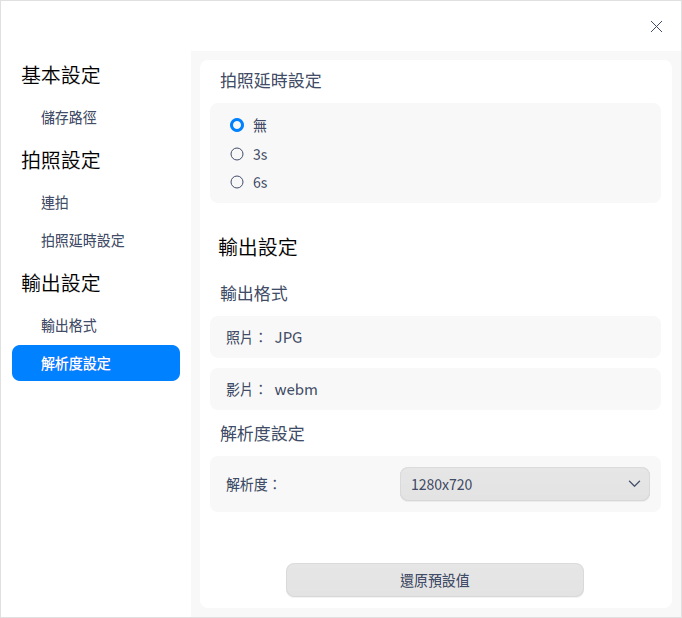 基本設定
儲存路徑
拍照設定
連拍
拍照延時設定
輸出設定
輸出格式
解析度設定
拍照延時設定
無
3s
6s
輸出設定
輸出格式
照片： JPG
影片： webm
解析度設定
解析度： 1280x720
還原預設值